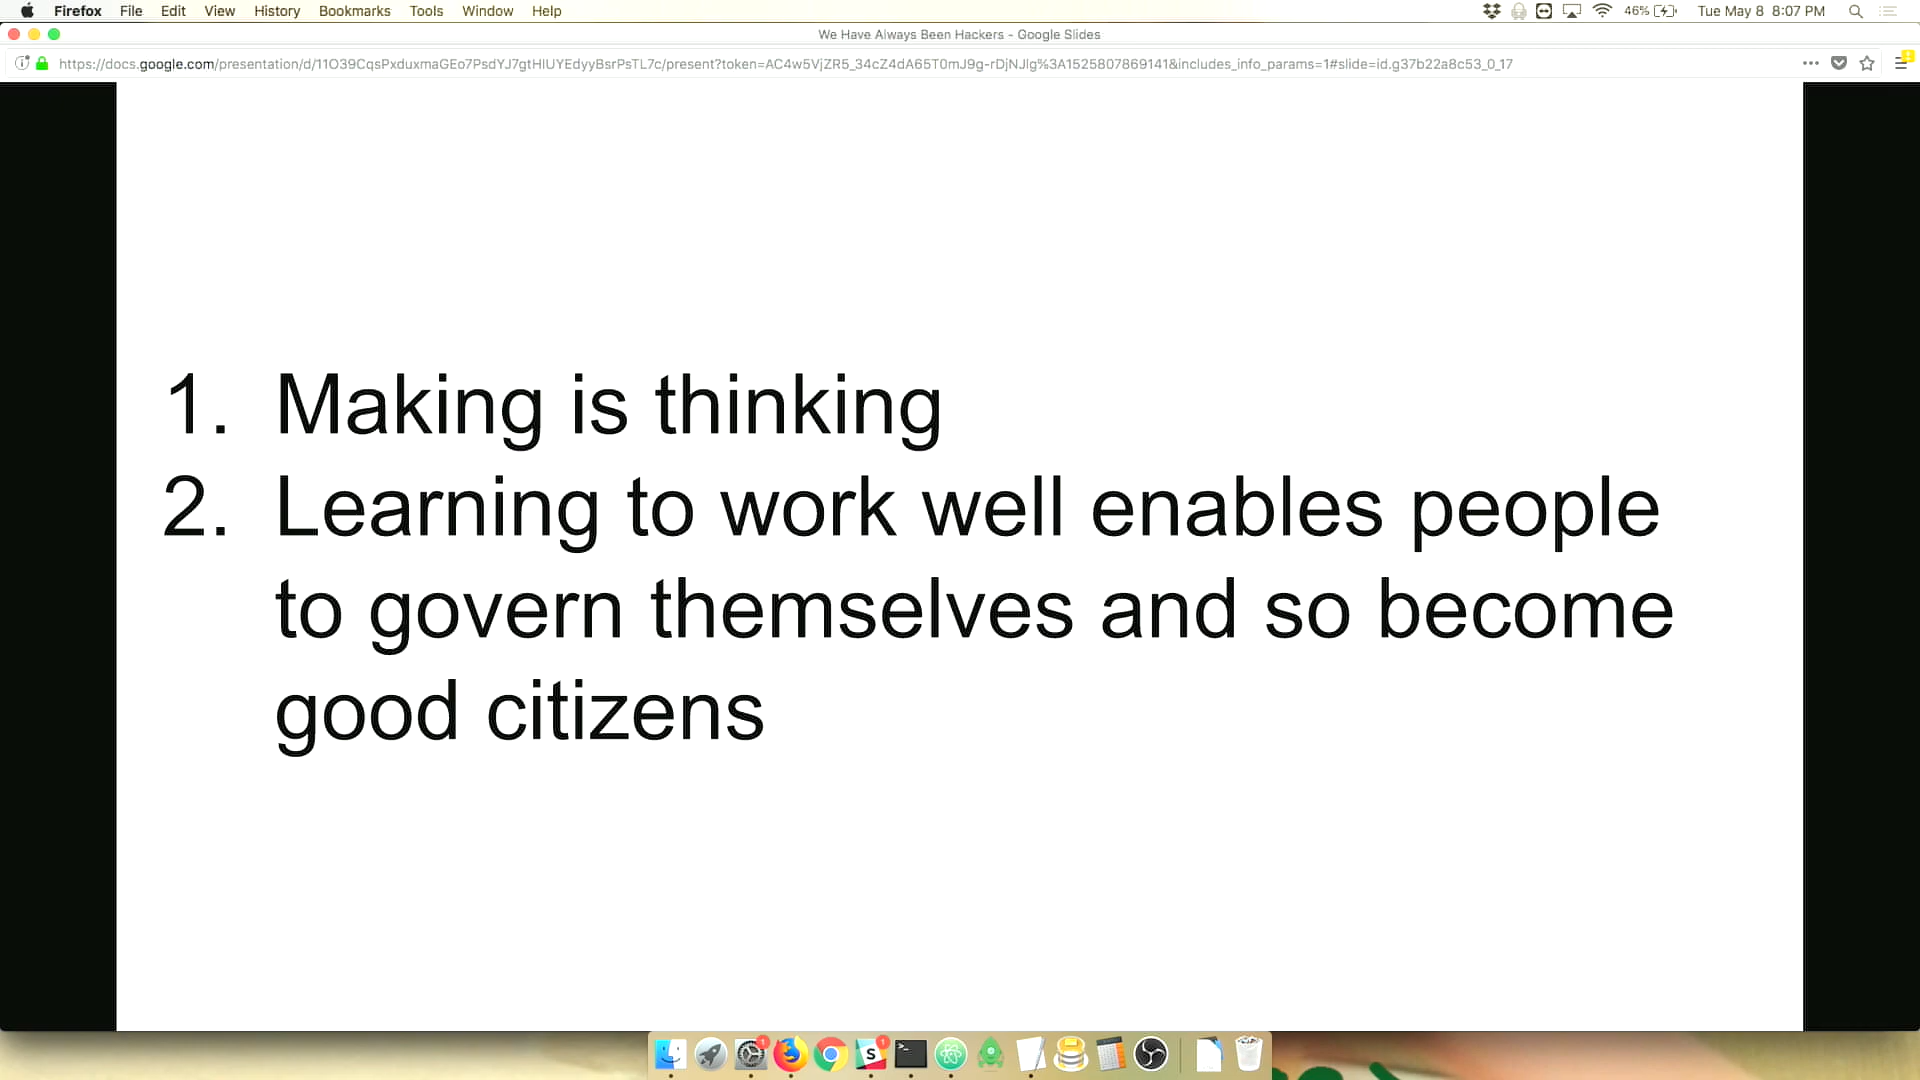 Firefox File Edit View History Bookmarks Tools Window Help 46% Tue May 8 8:07 PM
We Have Always Been Hackers - Google Slides
https://docs.google.com/presentation/d/11O39CqsPxduxmaGEo7PsdYJ7gtHIUYEdyyBsrPsTL7c/present?token=AC4w5VjZR5_34cZ4dA65T0mJ9g-rDjNJlg%3A1525807869141&includes_info_params=1#slide=id.g37b22a8c53_0_17
1. Making is thinking
2. Learning to work well enables people
to govern themselves and so become
good citizens